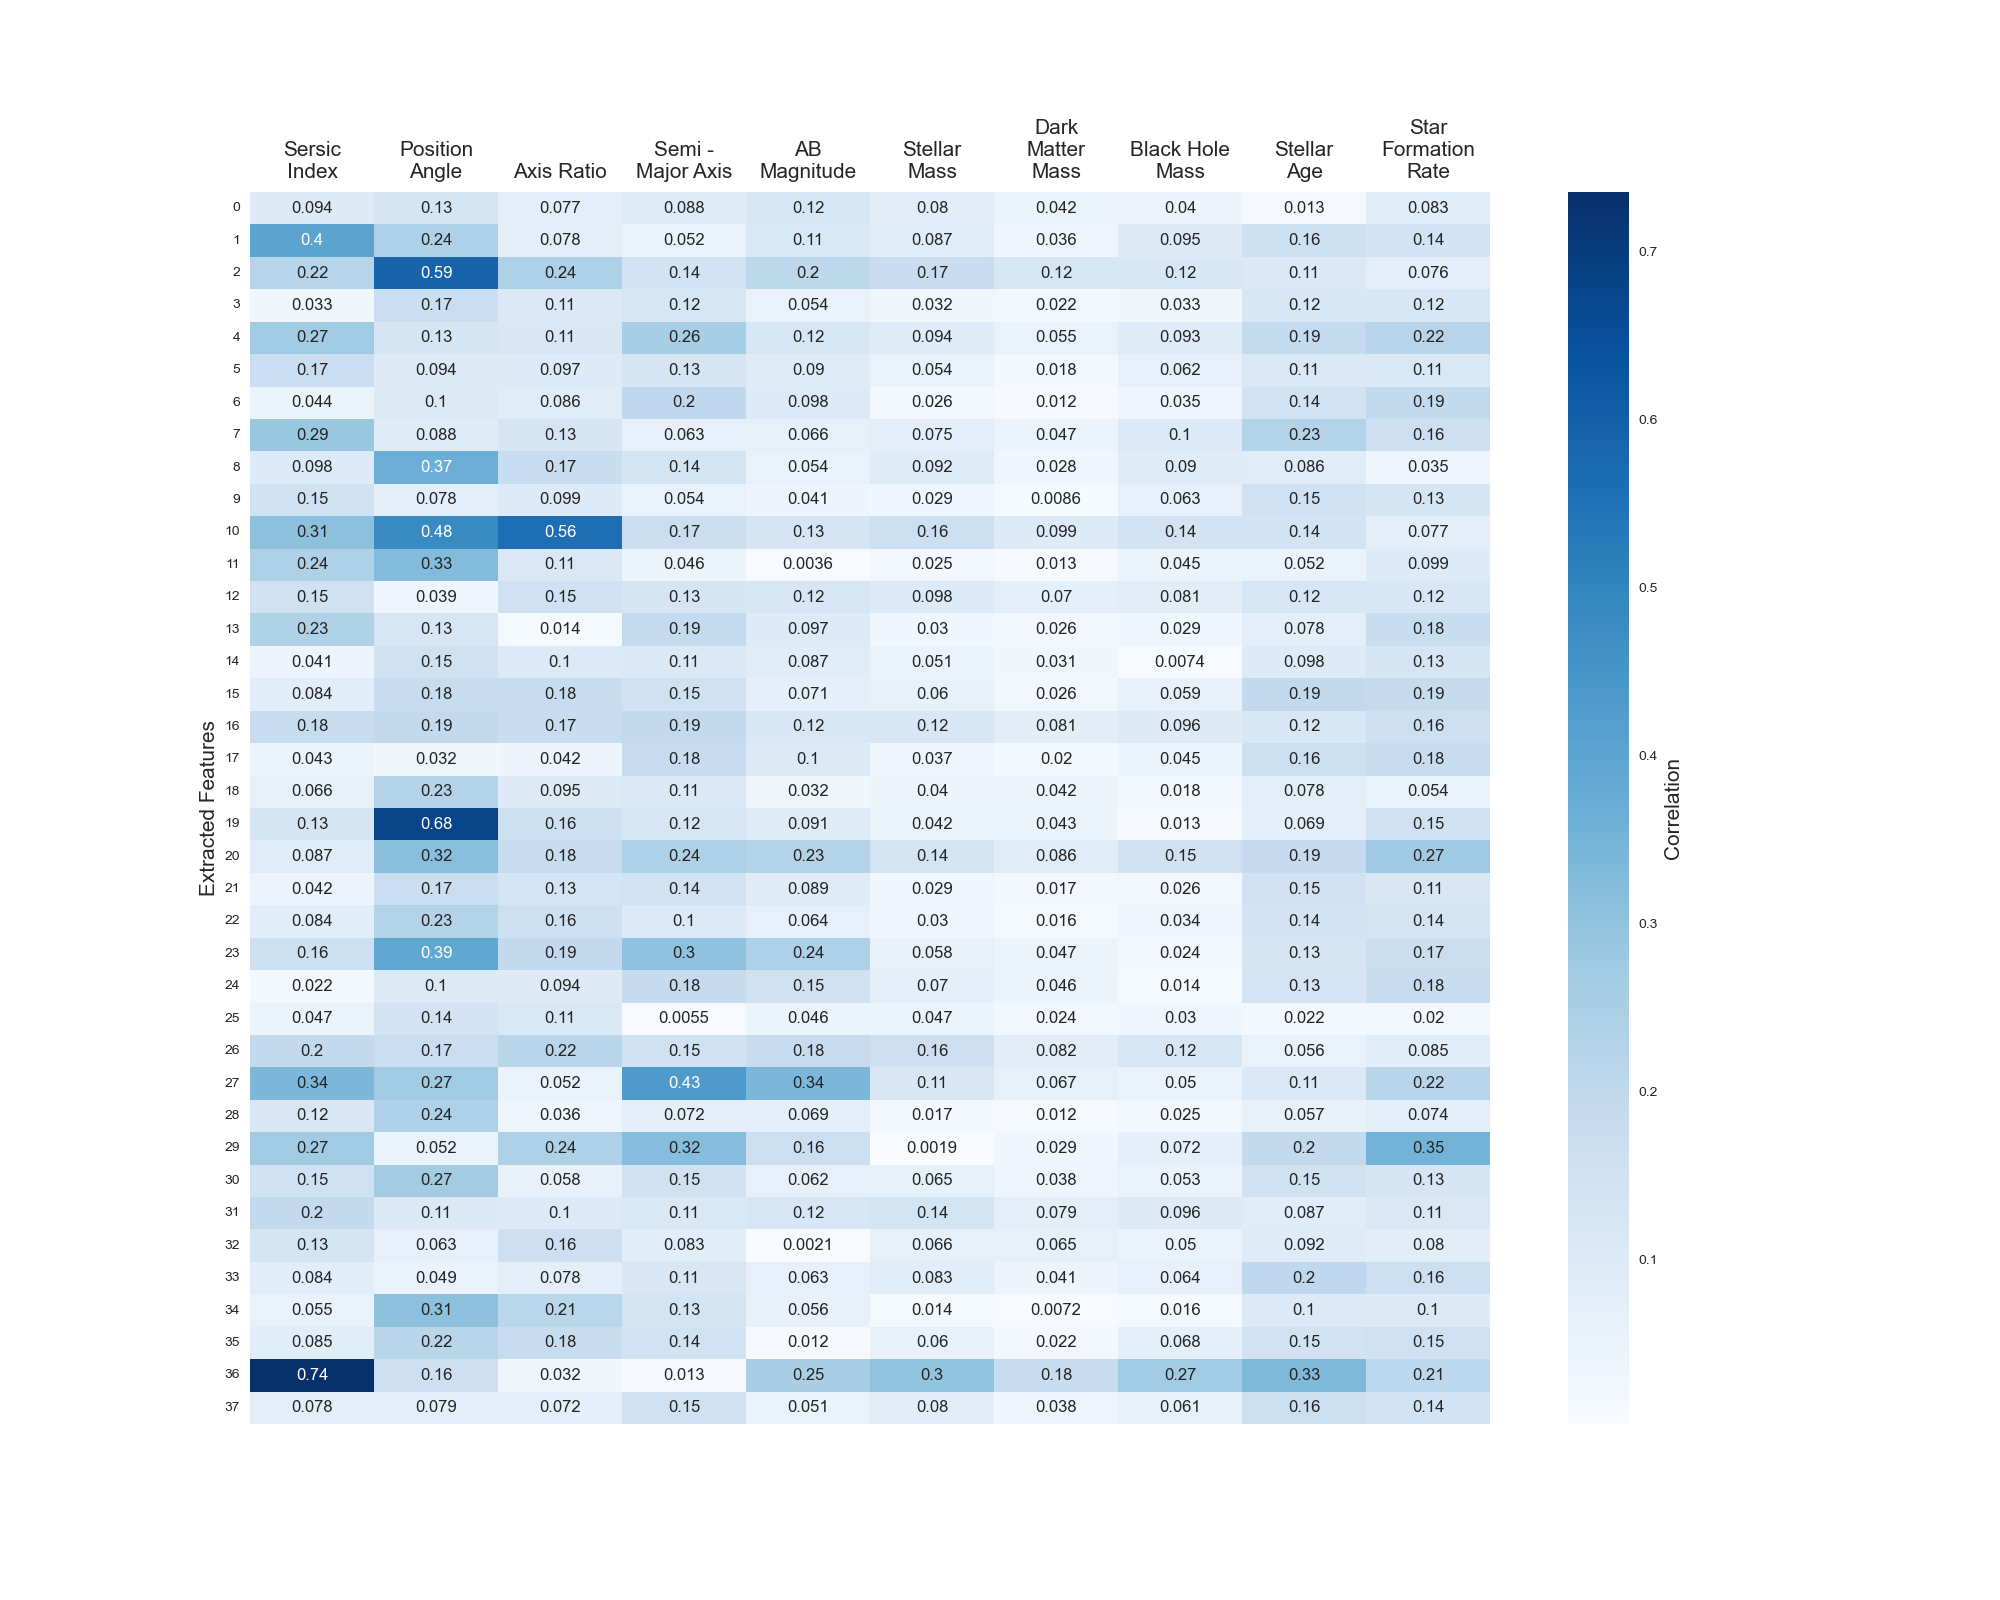 Sersic
Index
Position
Angle
Axis Ratio
Semi -
Major Axis
AB
Magnitude
Stellar
Mass
Dark
Matter
Mass
Black Hole
Mass
Stellar
Age
Star
Formation
Rate
0 0.094 0.13 0.077 0.088 0.12 0.08 0.042 0.04 0.013 0.083
1 0.4 0.24 0.078 0.052 0.11 0.087 0.036 0.095 0.16 0.14
2 0.22 0.59 0.24 0.14 0.2 0.17 0.12 0.12 0.11 0.076
3 0.033 0.17 0.11 0.12 0.054 0.032 0.022 0.033 0.12 0.12
4 0.27 0.13 0.11 0.26 0.12 0.094 0.055 0.093 0.19 0.22
5 0.17 0.094 0.097 0.13 0.09 0.054 0.018 0.062 0.11 0.11
6 0.044 0.1 0.086 0.2 0.098 0.026 0.012 0.035 0.14 0.19
7 0.29 0.088 0.13 0.063 0.066 0.075 0.047 0.1 0.23 0.16
8 0.098 0.37 0.17 0.14 0.054 0.092 0.028 0.09 0.086 0.035
9 0.15 0.078 0.099 0.054 0.041 0.029 0.0086 0.063 0.15 0.13
10 0.31 0.48 0.56 0.17 0.13 0.16 0.099 0.14 0.14 0.077
11 0.24 0.33 0.11 0.046 0.0036 0.025 0.013 0.045 0.052 0.099
12 0.15 0.039 0.15 0.13 0.12 0.098 0.07 0.081 0.12 0.12
13 0.23 0.13 0.014 0.19 0.097 0.03 0.026 0.029 0.078 0.18
14 0.041 0.15 0.1 0.11 0.087 0.051 0.031 0.0074 0.098 0.13
15 0.084 0.18 0.18 0.15 0.071 0.06 0.026 0.059 0.19 0.19
16 0.18 0.19 0.17 0.19 0.12 0.12 0.081 0.096 0.12 0.16
17 0.043 0.032 0.042 0.18 0.1 0.037 0.02 0.045 0.16 0.18
18 0.066 0.23 0.095 0.11 0.032 0.04 0.042 0.018 0.078 0.054
19 0.13 0.68 0.16 0.12 0.091 0.042 0.043 0.013 0.069 0.15
20 0.087 0.32 0.18 0.24 0.23 0.14 0.086 0.15 0.19 0.27
21 0.042 0.17 0.13 0.14 0.089 0.029 0.017 0.026 0.15 0.11
22 0.084 0.23 0.16 0.1 0.064 0.03 0.016 0.034 0.14 0.14
23 0.16 0.39 0.19 0.3 0.24 0.058 0.047 0.024 0.13 0.17
24 0.022 0.1 0.094 0.18 0.15 0.07 0.046 0.014 0.13 0.18
25 0.047 0.14 0.11 0.0055 0.046 0.047 0.024 0.03 0.022 0.02
26 0.2 0.17 0.22 0.15 0.18 0.16 0.082 0.12 0.056 0.085
27 0.34 0.27 0.052 0.43 0.34 0.11 0.067 0.05 0.11 0.22
28 0.12 0.24 0.036 0.072 0.069 0.017 0.012 0.025 0.057 0.074
29 0.27 0.052 0.24 0.32 0.16 0.0019 0.029 0.072 0.2 0.35
30 0.15 0.27 0.058 0.15 0.062 0.065 0.038 0.053 0.15 0.13
31 0.2 0.11 0.1 0.11 0.12 0.14 0.079 0.096 0.087 0.11
32 0.13 0.063 0.16 0.083 0.0021 0.066 0.065 0.05 0.092 0.08
33 0.084 0.049 0.078 0.11 0.063 0.083 0.041 0.064 0.2 0.16
34 0.055 0.31 0.21 0.13 0.056 0.014 0.0072 0.016 0.1 0.1
35 0.085 0.22 0.18 0.14 0.012 0.06 0.022 0.068 0.15 0.15
36 0.74 0.16 0.032 0.013 0.25 0.3 0.18 0.27 0.33 0.21
37 0.078 0.079 0.072 0.15 0.051 0.08 0.038 0.061 0.16 0.14
Extracted Features
0.7
0.6
0.5
0.4
0.3
0.2
0.1
Correlation